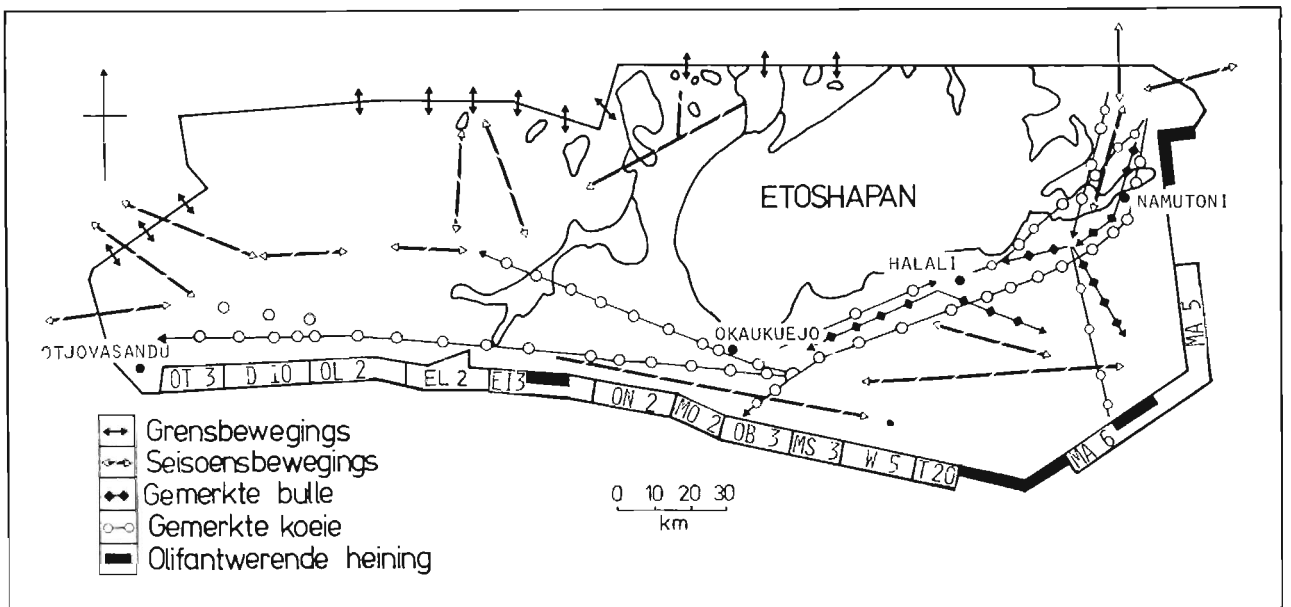 ETOSHAPAN
NAMUTONI
HALALI
OKAUKUEJO
OTJOVASANDU
OT 3
D 10
OL 2
EL 2
ET3
ON 2
MO 2
OB 3
MS 3
W 5
T 20
MA 6
MA 5
Grensbewegings
Seisoensbewegings
Gemerkte bulle
Gemerkte koeie
Olifantwerende heining
0 10 20 30
km